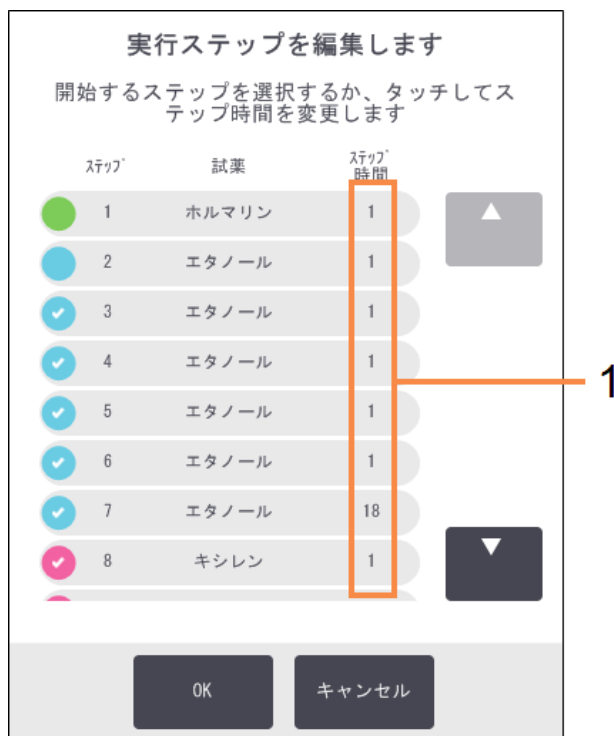 実行ステップを編集します
開始するステップを選択するか、タッチしてス
テップ時間を変更します
ｽﾃｯﾌﾟ 試薬 ｽﾃｯﾌﾟ
時間
1 ホルマリン 1
2 エタノール 1
3 エタノール 1
4 エタノール 1
5 エタノール 1
6 エタノール 1
7 エタノール 18
8 キシレン 1
1
OK キャンセル